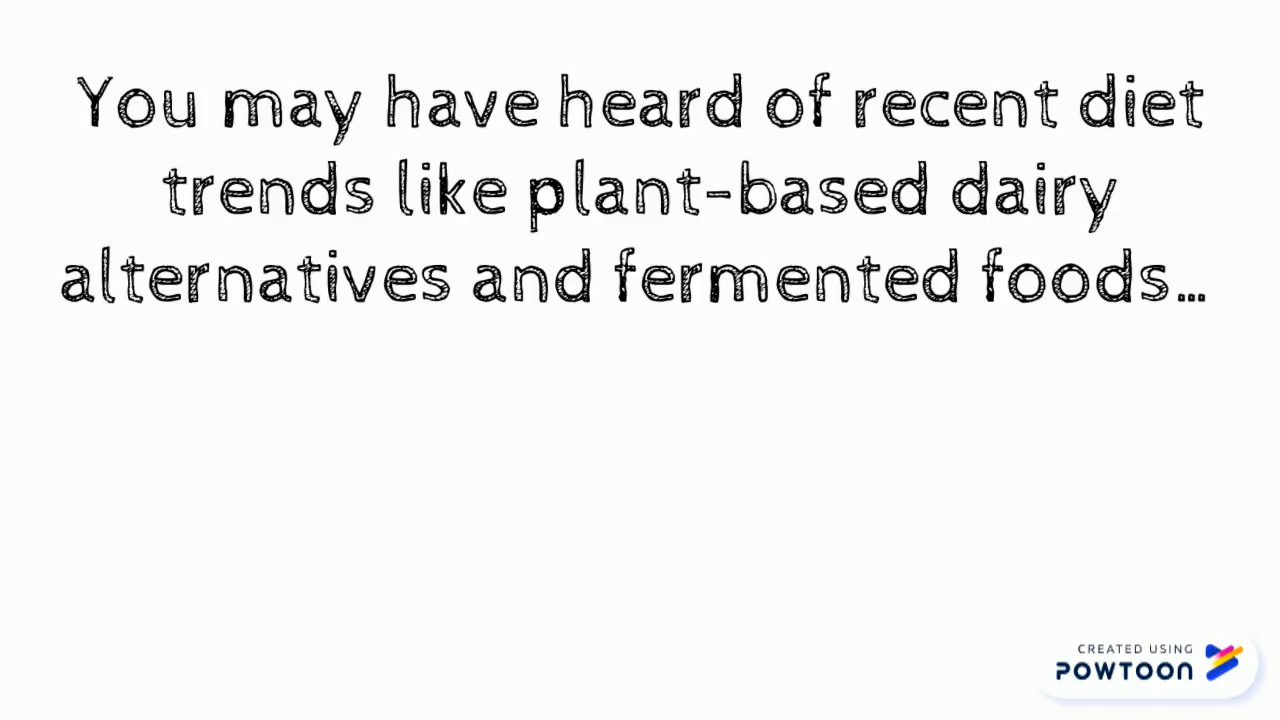 You may have heard of recent diet
trends like plant-based dairy
alternatives and fermented foods...
CREATED USING
POWTOON